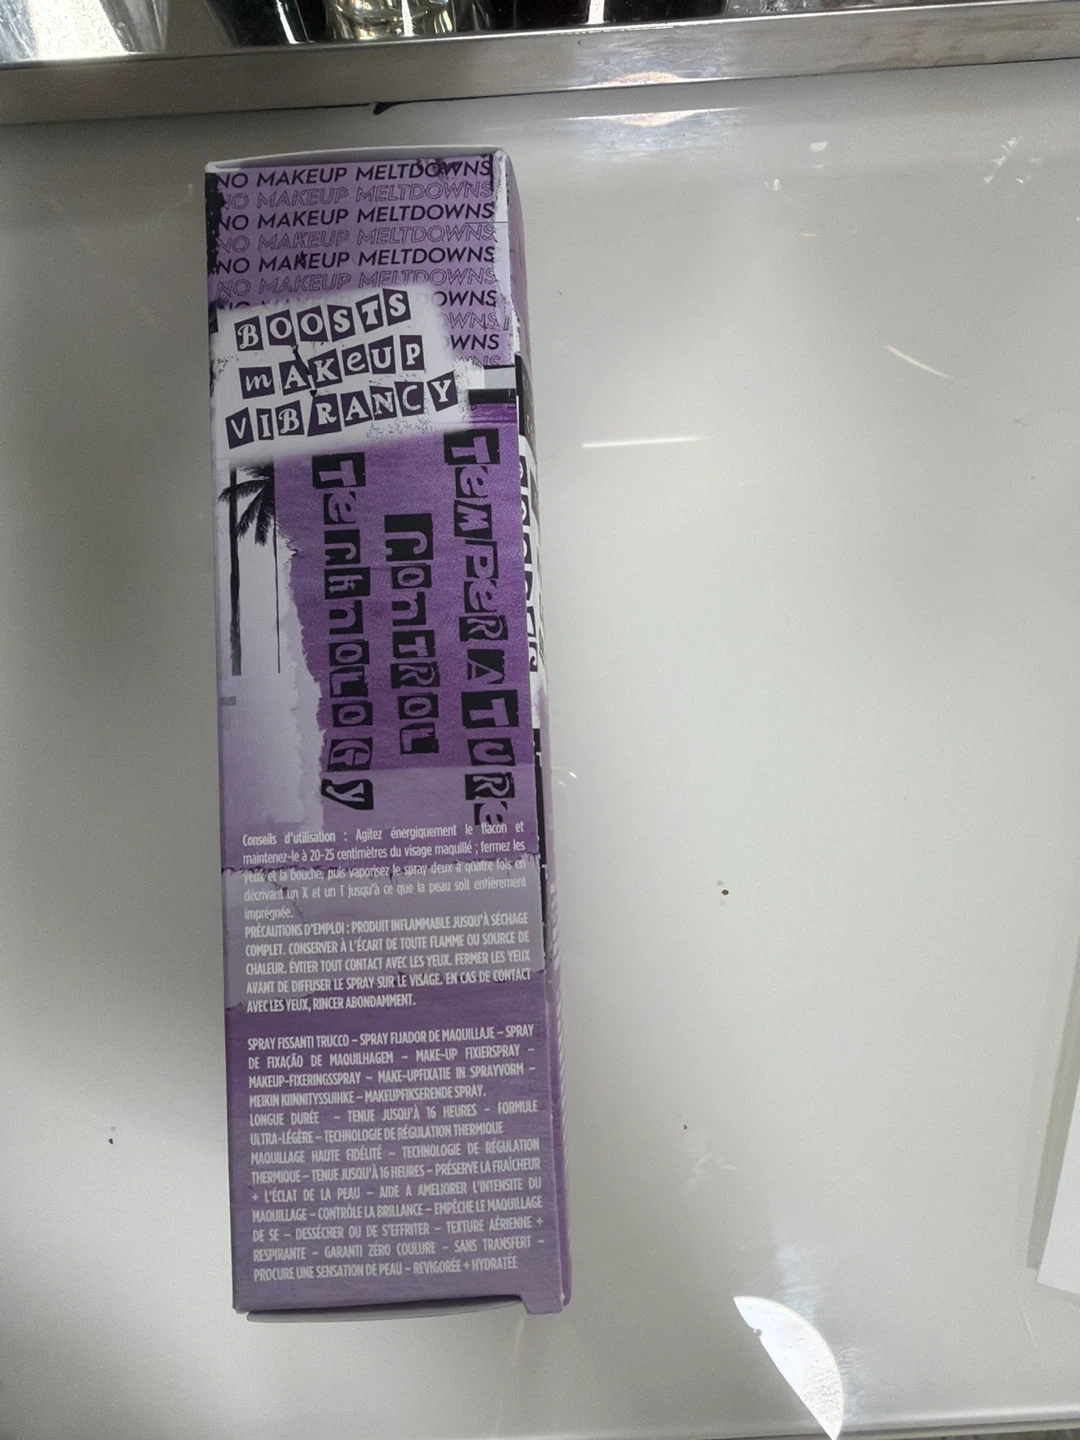 NO MAKEUP MELTDOWNS
NO MAKEUP MELTDOWNS
NO MAKEUP MELTDOWNS
NO MAKEUP MELTDOWNS
NO MAKEUP MELTDOWNS
NO MAKEUP MELTDOWNS
OWNS
OWNS
OWNS
BOOSTS
mAKeUP
VIBRANCY
TeMPeRATURe
CONTROL
TecHNOLOGY
Conseils d'utilisation : Agitez énergiquement le flacon et
maintenez-le à 20-25 centimètres du visage maquillé ; fermez les
yeux et la bouche, puis vaporisez le spray deux à quatre fois en
décrivant un X et un T jusqu'à ce que la peau soit entièrement
imprégnée.
PRÉCAUTIONS D'EMPLOI : PRODUIT INFLAMMABLE JUSQU'À SÉCHAGE
COMPLET. CONSERVER À L'ÉCART DE TOUTE FLAMME OU SOURCE DE
CHALEUR. ÉVITER TOUT CONTACT AVEC LES YEUX. FERMER LES YEUX
AVANT DE DIFFUSER LE SPRAY SUR LE VISAGE. EN CAS DE CONTACT
AVEC LES YEUX, RINCER ABONDAMMENT.
SPRAY FISSANTI TRUCCO – SPRAY FIJADOR DE MAQUILLAJE – SPRAY
DE FIXAÇÃO DE MAQUILHAGEM – MAKE-UP FIXIERSPRAY –
MAKEUP-FIXERINGSSPRAY – MAKE-UPFIXATIE IN SPRAYVORM –
MEIKIN KIINNITYSSUIHKE – MAKEUPFIKSERENDE SPRAY.
LONGUE DURÉE – TENUE JUSQU'À 16 HEURES – FORMULE
ULTRA-LÉGÈRE – TECHNOLOGIE DE RÉGULATION THERMIQUE
MAQUILLAGE HAUTE FIDÉLITÉ – TECHNOLOGIE DE RÉGULATION
THERMIQUE – TENUE JUSQU'À 16 HEURES – PRÉSERVE LA FRAÎCHEUR
+ L'ÉCLAT DE LA PEAU – AIDE À AMELIORER L'INTENSITE DU
MAQUILLAGE – CONTRÔLE LA BRILLANCE – EMPÊCHE LE MAQUILLAGE
DE SE – DESSÉCHER OU DE S'EFFRITER – TEXTURE AÉRIENNE +
RESPIRANTE – GARANTI ZÉRO COULURE – SANS TRANSFERT –
PROCURE UNE SENSATION DE PEAU – REVIGORÉE + HYDRATÉE